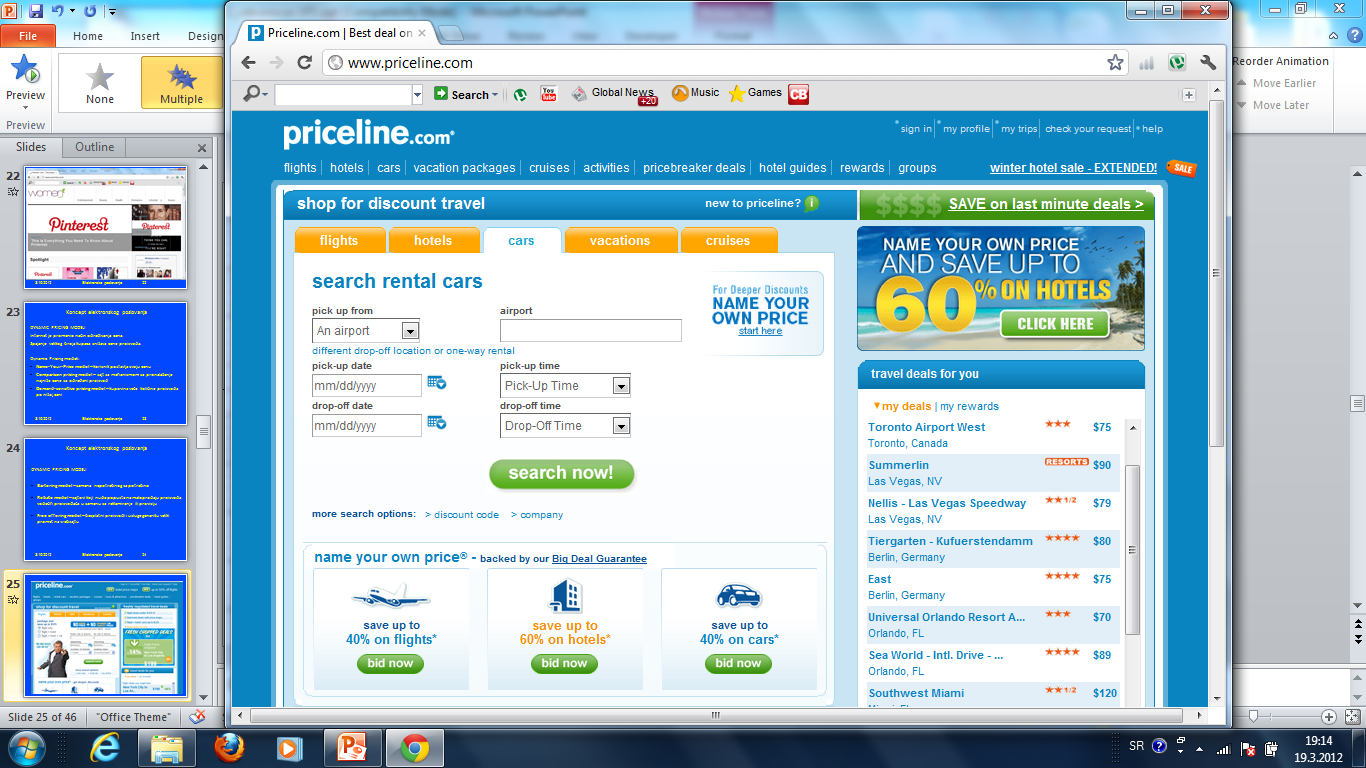 File
Home
Insert
Design
Preview
None
Multiple
Preview
Slides
Outline
22
Pinterest
Spotlight
23
Koncept elektronskog poslovanja
DYNAMIC PRICING MODELI
24
Koncept elektronskog poslovanja
DYNAMIC PRICING MODELI
25
priceline.com
Slide 25 of 46
"Office Theme"
Reorder Animation
Move Earlier
Move Later
Priceline.com | Best deal on
www.priceline.com
Search
You Tube
Global News
+20
Music
Games
CB
priceline.com®
sign in
my profile
my trips
check your request
help
flights
hotels
cars
vacation packages
cruises
activities
pricebreaker deals
hotel guides
rewards
groups
winter hotel sale - EXTENDED!
SALE
shop for discount travel
new to priceline?
$$$$ SAVE on last minute deals >
flights
hotels
cars
vacations
cruises
search rental cars
For Deeper Discounts
NAME YOUR
OWN PRICE
start here
pick up from
airport
An airport
different drop-off location or one-way rental
pick-up date
pick-up time
mm/dd/yyyy
Pick-Up Time
drop-off date
drop-off time
mm/dd/yyyy
Drop-Off Time
search now!
more search options: > discount code > company
name your own price® - backed by our Big Deal Guarantee
save up to
40% on flights*
bid now
save up to
60% on hotels*
bid now
save up to
40% on cars*
bid now
NAME YOUR OWN PRICE
AND SAVE UP TO
60% ON HOTELS
CLICK HERE
travel deals for you
my deals | my rewards
Toronto Airport West $75
Toronto, Canada
Summerlin RESORTS $90
Las Vegas, NV
Nellis - Las Vegas Speedway 1/2 $79
Las Vegas, NV
Tiergarten - Kufuerstendamm $80
Berlin, Germany
East $75
Berlin, Germany
Universal Orlando Resort A... $70
Orlando, FL
Sea World - Intl. Drive - ... $89
Orlando, FL
Southwest Miami 1/2 $120
SR
19:14
19.3.2012